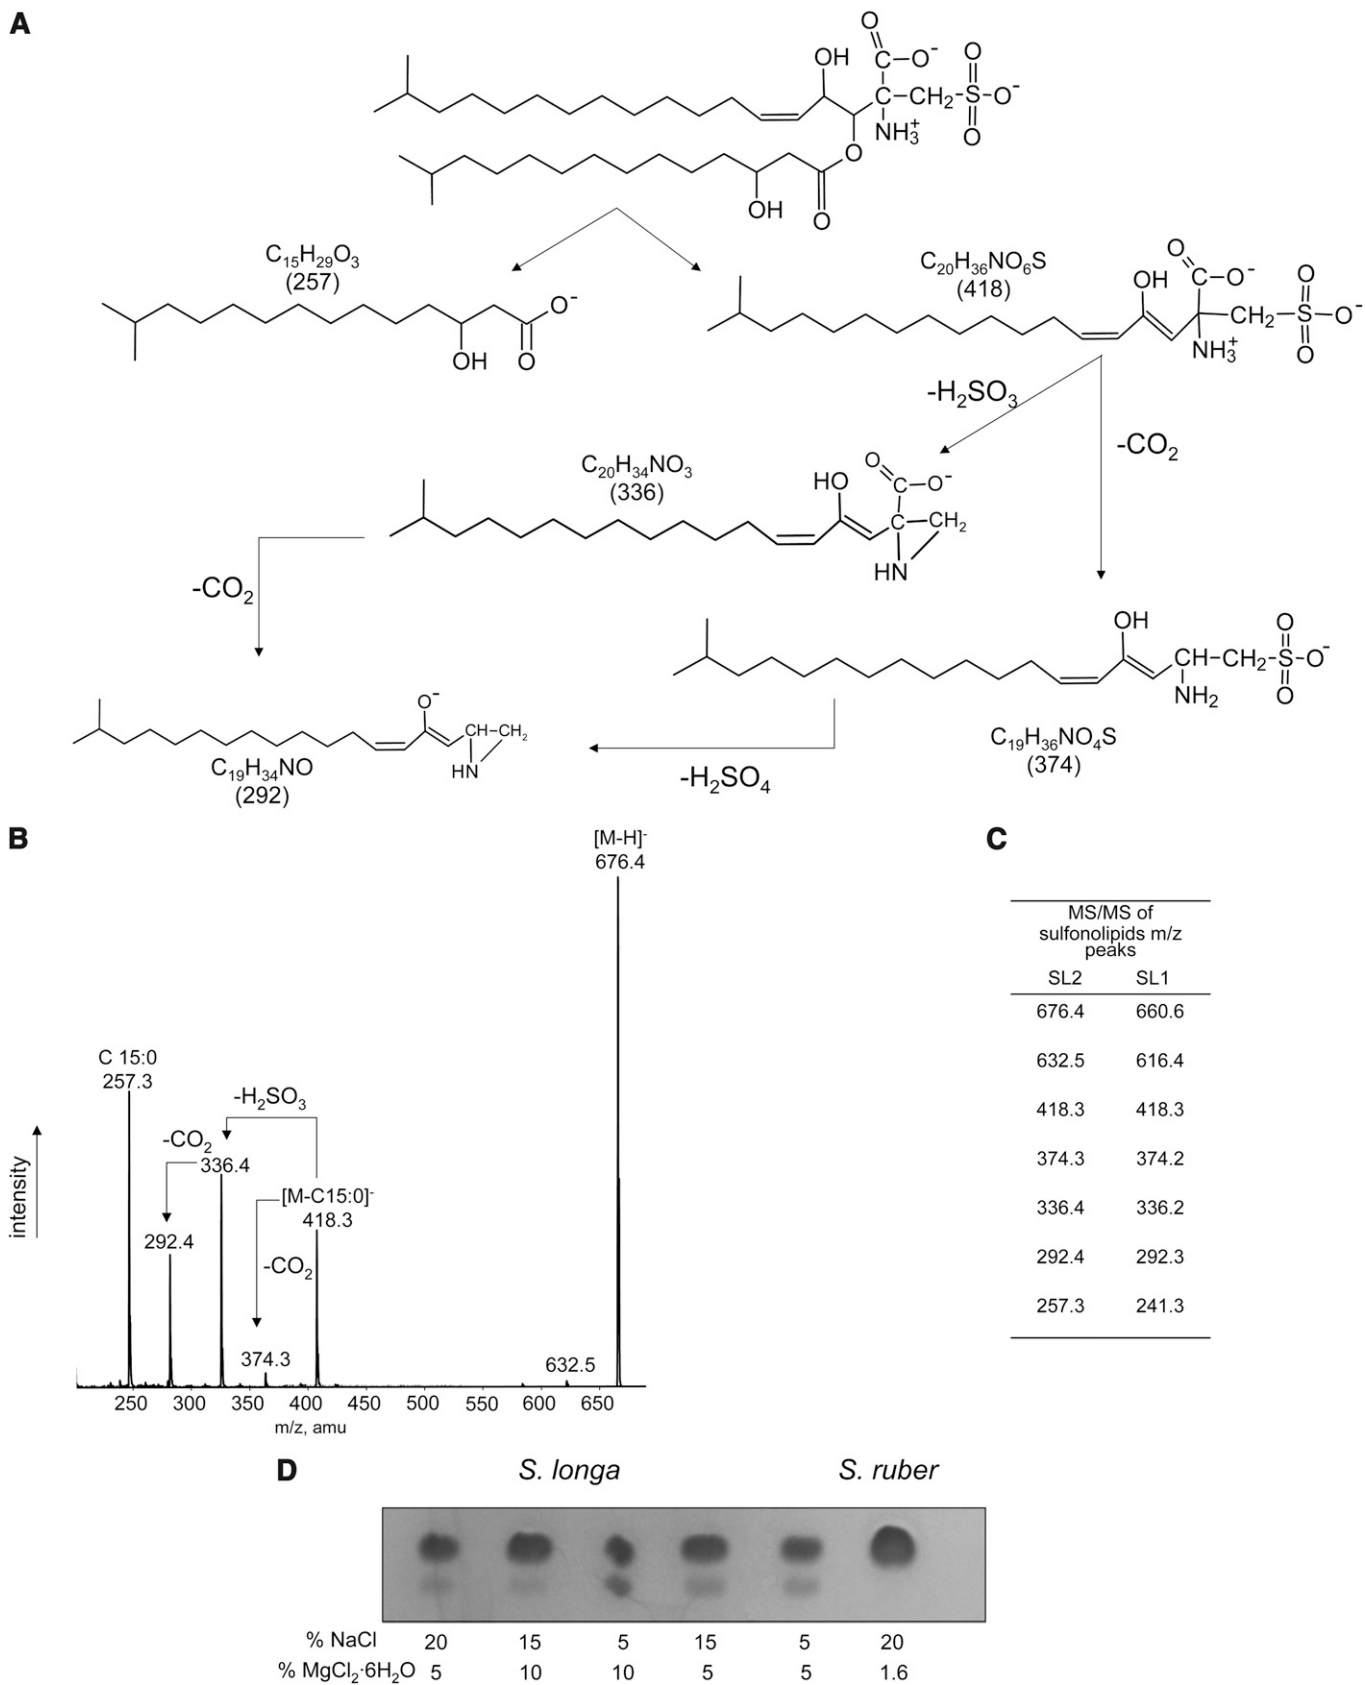 A
O
OH
C–O⁻
O
C–CH₂–S–O⁻
NH₃⁺
O
O
OH
O
C₁₅H₂₉O₃
(257)
O⁻
OH
O
C₂₀H₃₆NO₆S
(418)
O
OH
C–O⁻
O
CH₂–S–O⁻
NH₃⁺
O
-H₂SO₃
-CO₂
C₂₀H₃₄NO₃
(336)
O
HO
C–O⁻
C
CH₂
HN
-CO₂
OH
O
CH–CH₂–S–O⁻
NH₂
O
C₁₉H₃₆NO₄S
(374)
O⁻
CH–CH₂
HN
C₁₉H₃₄NO
(292)
-H₂SO₄
B
[M-H]⁻
676.4
C 15:0
257.3
-H₂SO₃
-CO₂
336.4
[M-C15:0]⁻
418.3
292.4
-CO₂
374.3
632.5
intensity
250 300 350 400 450 500 550 600 650
m/z, amu
C
MS/MS of
sulfonolipids m/z
peaks
SL2 SL1
676.4 660.6
632.5 616.4
418.3 418.3
374.3 374.2
336.4 336.2
292.4 292.3
257.3 241.3
D
S. longa S. ruber
% NaCl 20 15 5 15 5 20
% MgCl₂·6H₂O 5 10 10 5 5 1.6